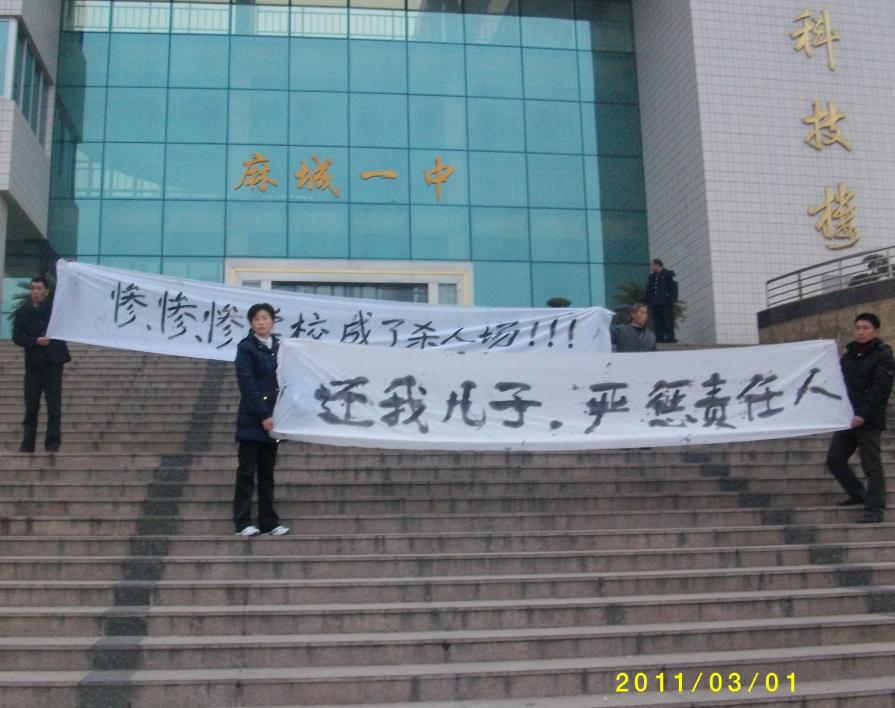 科技楼
麻城一中
惨、惨、惨学校成了杀人场!!!
还我儿子.严惩责任人
2011/03/01